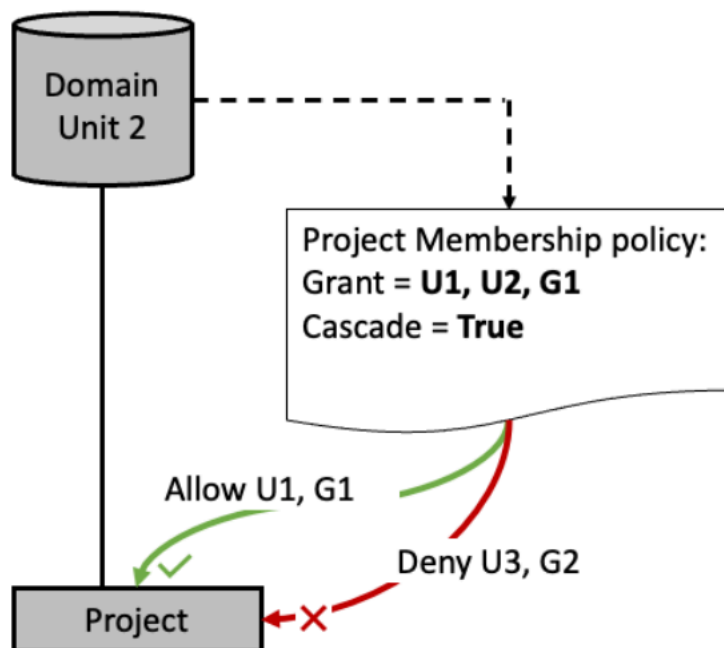 Domain
Unit 2
Project Membership policy:
Grant = U1, U2, G1
Cascade = True
Allow U1, G1
Deny U3, G2
Project